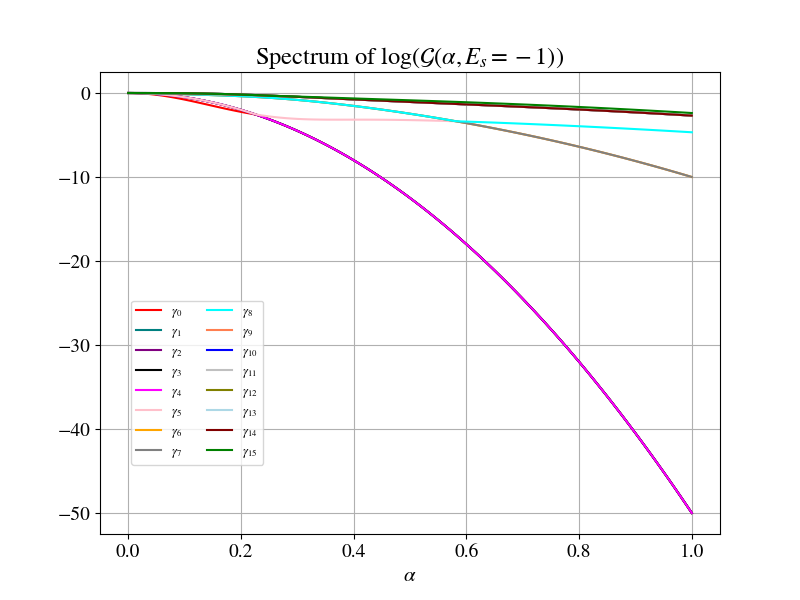 Spectrum of log(𝒢(α, E_s = −1))
0
−10
−20
−30
−40
−50
γ₀ γ₈
γ₁ γ₉
γ₂ γ₁₀
γ₃ γ₁₁
γ₄ γ₁₂
γ₅ γ₁₃
γ₆ γ₁₄
γ₇ γ₁₅
0.0 0.2 0.4 0.6 0.8 1.0
α